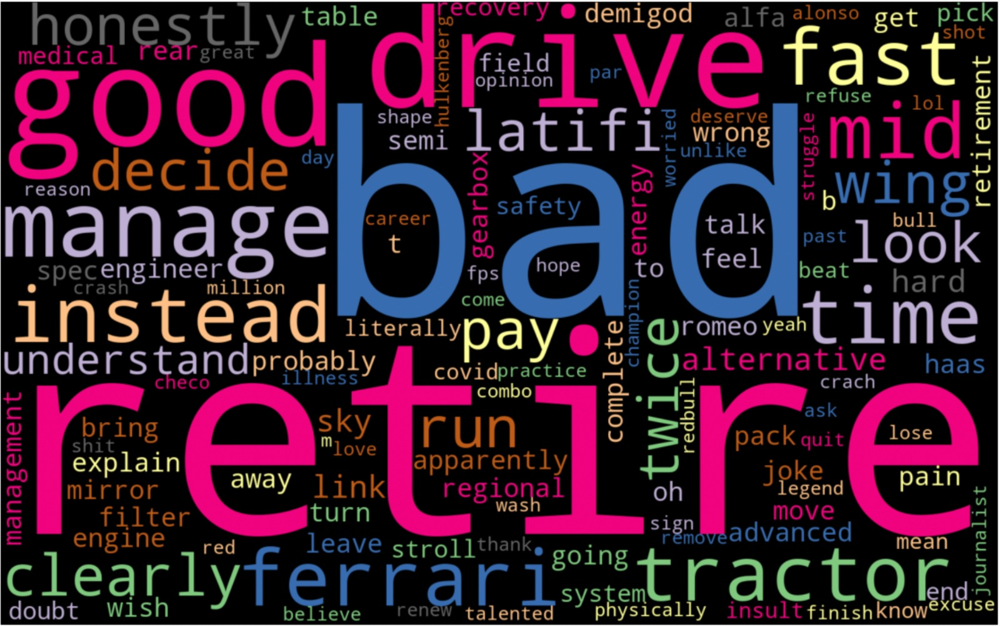 honestly
table
recovery
demigod
alfa
alonso
get
pick
shot
medical
rear
great
drive
hulkenberg
field
opinion
par
fast
good
refuse
lol
retirement
shape
semi
latifi
worried
deserve
wrong
unlike
struggle
mid
decide
day
bad
reason
gearbox
safety
energy
b
wing
manage
career
t
talk
feel
past
bull
look
spec
engineer
crash
million
fps
hope
to
beat
hard
instead
come
champion
time
literally
pay
romeo
yeah
understand
probably
covid
practice
complete
twice
alternative
haas
checo
illness
combo
redbull
crach
retire
management
bring
shit
explain
sky
m
love
run
ask
pack
quit
lose
apparently
mirror
away
link
regional
oh
joke
legend
pain
filter
turn
wash
move
journalist
engine
sign
red
leave
stroll
thank
remove
advanced
mean
clearly
ferrari
going
tractor
system
end
doubt
wish
believe
renew
talented
physically
insult
finish
know
excuse